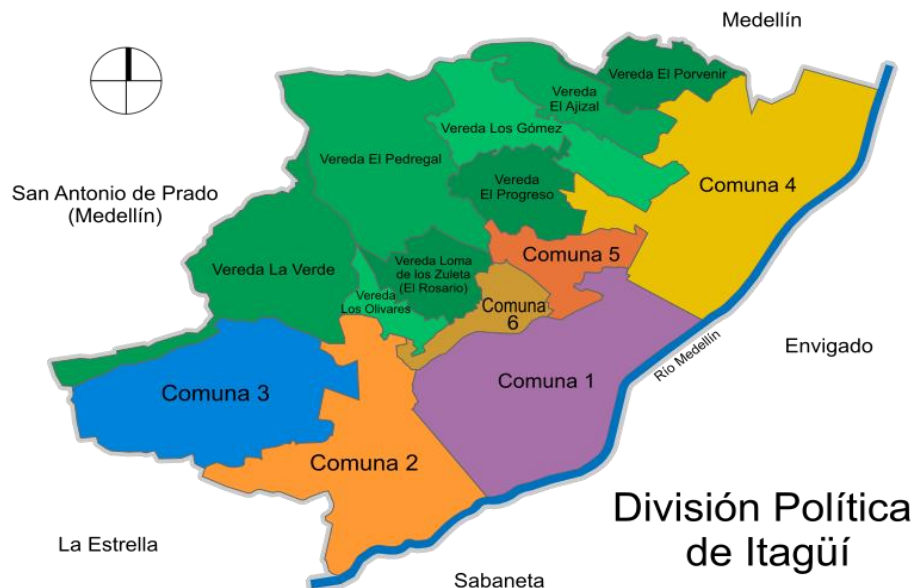 Medellín
Vereda El Porvenir
Vereda
El Ajizal
Vereda Los Gómez
Vereda El Pedregal
Vereda
El Progreso
Comuna 4
San Antonio de Prado
(Medellín)
Vereda La Verde
Vereda Loma
de los Zuleta
(El Rosario)
Comuna 5
Vereda
Los Olivares
Comuna
6
Río Medellín
Envigado
Comuna 3
Comuna 1
Comuna 2
División Política
de Itagüí
La Estrella
Sabaneta